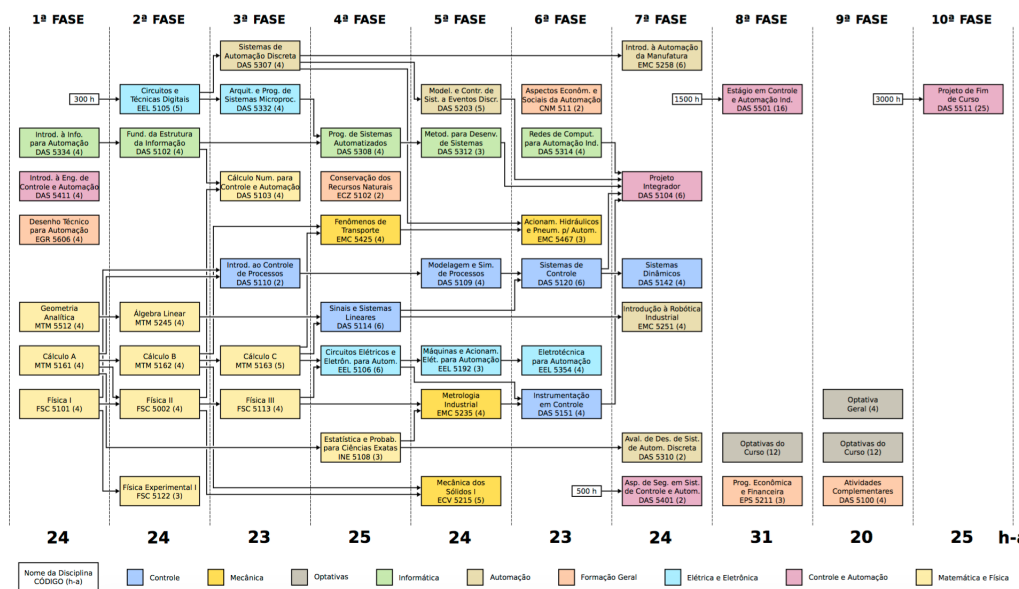 1ª FASE 2ª FASE 3ª FASE 4ª FASE 5ª FASE 6ª FASE 7ª FASE 8ª FASE 9ª FASE 10ª FASE
Sistemas de
Automação Discreta
DAS 5307 (4)
Introd. à Automação
da Manufatura
EMC 5258 (6)
300 h
Circuitos e
Técnicas Digitais
EEL 5105 (5)
Arquit. e Prog. de
Sistemas Microproc.
DAS 5332 (4)
Model. e Contr. de
Sist. a Eventos Discr.
DAS 5203 (5)
Aspectos Econôm. e
Sociais da Automação
CNM 511 (2)
1500 h
Estágio em Controle
e Automação Ind.
DAS 5501 (16)
3000 h
Projeto de Fim
de Curso
DAS 5511 (25)
Introd. à Info.
para Automação
DAS 5334 (4)
Fund. da Estrutura
da Informação
DAS 5102 (4)
Prog. de Sistemas
Automatizados
DAS 5308 (4)
Metod. para Desenv.
de Sistemas
DAS 5312 (3)
Redes de Comput.
para Automação Ind.
DAS 5314 (4)
Introd. à Eng. de
Controle e Automação
DAS 5411 (4)
Cálculo Num. para
Controle e Automação
DAS 5103 (4)
Conservação dos
Recursos Naturais
ECZ 5102 (2)
Projeto
Integrador
DAS 5104 (6)
Desenho Técnico
para Automação
EGR 5606 (4)
Fenômenos de
Transporte
EMC 5425 (4)
Acionam. Hidráulicos
e Pneum. p/ Autom.
EMC 5467 (3)
Introd. ao Controle
de Processos
DAS 5110 (2)
Modelagem e Sim.
de Processos
DAS 5109 (4)
Sistemas de
Controle
DAS 5120 (6)
Sistemas
Dinâmicos
DAS 5142 (4)
Geometria
Analítica
MTM 5512 (4)
Álgebra Linear
MTM 5245 (4)
Sinais e Sistemas
Lineares
DAS 5114 (6)
Introdução à Robótica
Industrial
EMC 5251 (4)
Cálculo A
MTM 5161 (4)
Cálculo B
MTM 5162 (4)
Cálculo C
MTM 5163 (5)
Circuitos Elétricos e
Eletrôn. para Autom.
EEL 5106 (6)
Máquinas e Acionam.
Elét. para Automação
EEL 5192 (3)
Eletrotécnica
para Automação
EEL 5354 (4)
Física I
FSC 5101 (4)
Física II
FSC 5002 (4)
Física III
FSC 5113 (4)
Metrologia
Industrial
EMC 5235 (4)
Instrumentação
em Controle
DAS 5151 (4)
Optativa
Geral (4)
Estatística e Probab.
para Ciências Exatas
INE 5108 (3)
Aval. de Des. de Sist.
de Autom. Discreta
DAS 5310 (2)
Optativas do
Curso (12)
Optativas do
Curso (12)
Física Experimental I
FSC 5122 (3)
Mecânica dos
Sólidos I
ECV 5215 (5)
500 h
Asp. de Seg. em Sist.
de Controle e Autom.
DAS 5401 (2)
Prog. Econômica
e Financeira
EPS 5211 (3)
Atividades
Complementares
DAS 5100 (4)
24 24 23 25 24 23 24 31 20 25 h-a
Nome da Disciplina
CÓDIGO (h-a)
Controle Mecânica Optativas Informática Automação Formação Geral Elétrica e Eletrônica Controle e Automação Matemática e Física